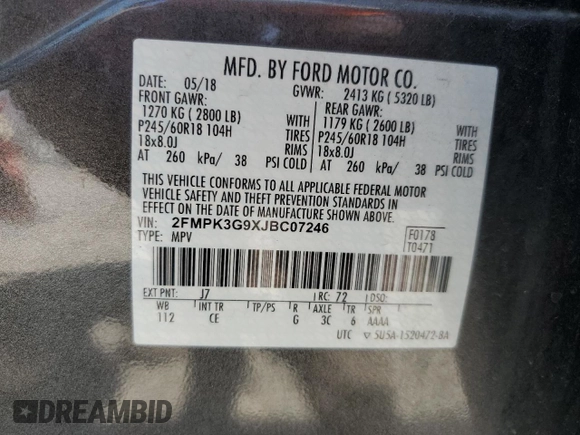 MFD. BY FORD MOTOR CO.
DATE: 05/18 GVWR: 2413 KG ( 5320 LB)
FRONT GAWR: REAR GAWR:
1270 KG ( 2800 LB) WITH 1179 KG ( 2600 LB) WITH
P245/60R18 104H TIRES P245/60R18 104H TIRES
18x8.0J RIMS 18x8.0J RIMS
AT 260 kPa/ 38 PSI COLD AT 260 kPa/ 38 PSI COLD
THIS VEHICLE CONFORMS TO ALL APPLICABLE FEDERAL MOTOR
VEHICLE SAFETY AND THEFT PREVENTION STANDARDS IN
EFFECT ON THE DATE OF MANUFACTURE SHOWN ABOVE.
VIN: 2FMPK3G9XJBC07246 F0178
TYPE: MPV T0471
EXT PNT: J7 RC: 72 DSO:
WB INT TR TP/PS R AXLE TR SPR
112 CE G 3C 6 AAAA
UTC ▽ 5U5A-1520472-BA
DREAMBID